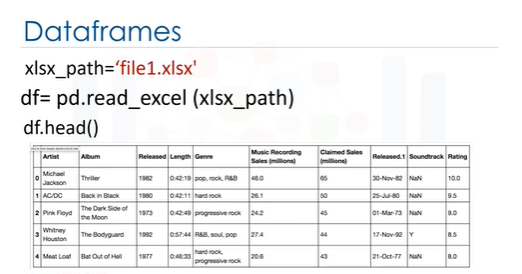 Dataframes
xlsx_path=‘file1.xlsx'
df= pd.read_excel (xlsx_path)
df.head()
Artist Album Released Length Genre Music Recording Sales (millions) Claimed Sales (millions) Released.1 Soundtrack Rating
0 Michael Jackson Thriller 1982 0:42:19 pop, rock, R&B 46.0 65 30-Nov-82 NaN 10.0
1 AC/DC Back in Black 1980 0:42:11 hard rock 26.1 50 25-Jul-80 NaN 9.5
2 Pink Floyd The Dark Side of the Moon 1973 0:42:49 progressive rock 24.2 45 01-Mar-73 NaN 9.0
3 Whitney Houston The Bodyguard 1992 0:57:44 R&B, soul, pop 27.4 44 17-Nov-92 Y 8.5
4 Meat Loaf Bat Out of Hell 1977 0:46:33 hard rock, progressive rock 20.6 43 21-Oct-77 NaN 8.0